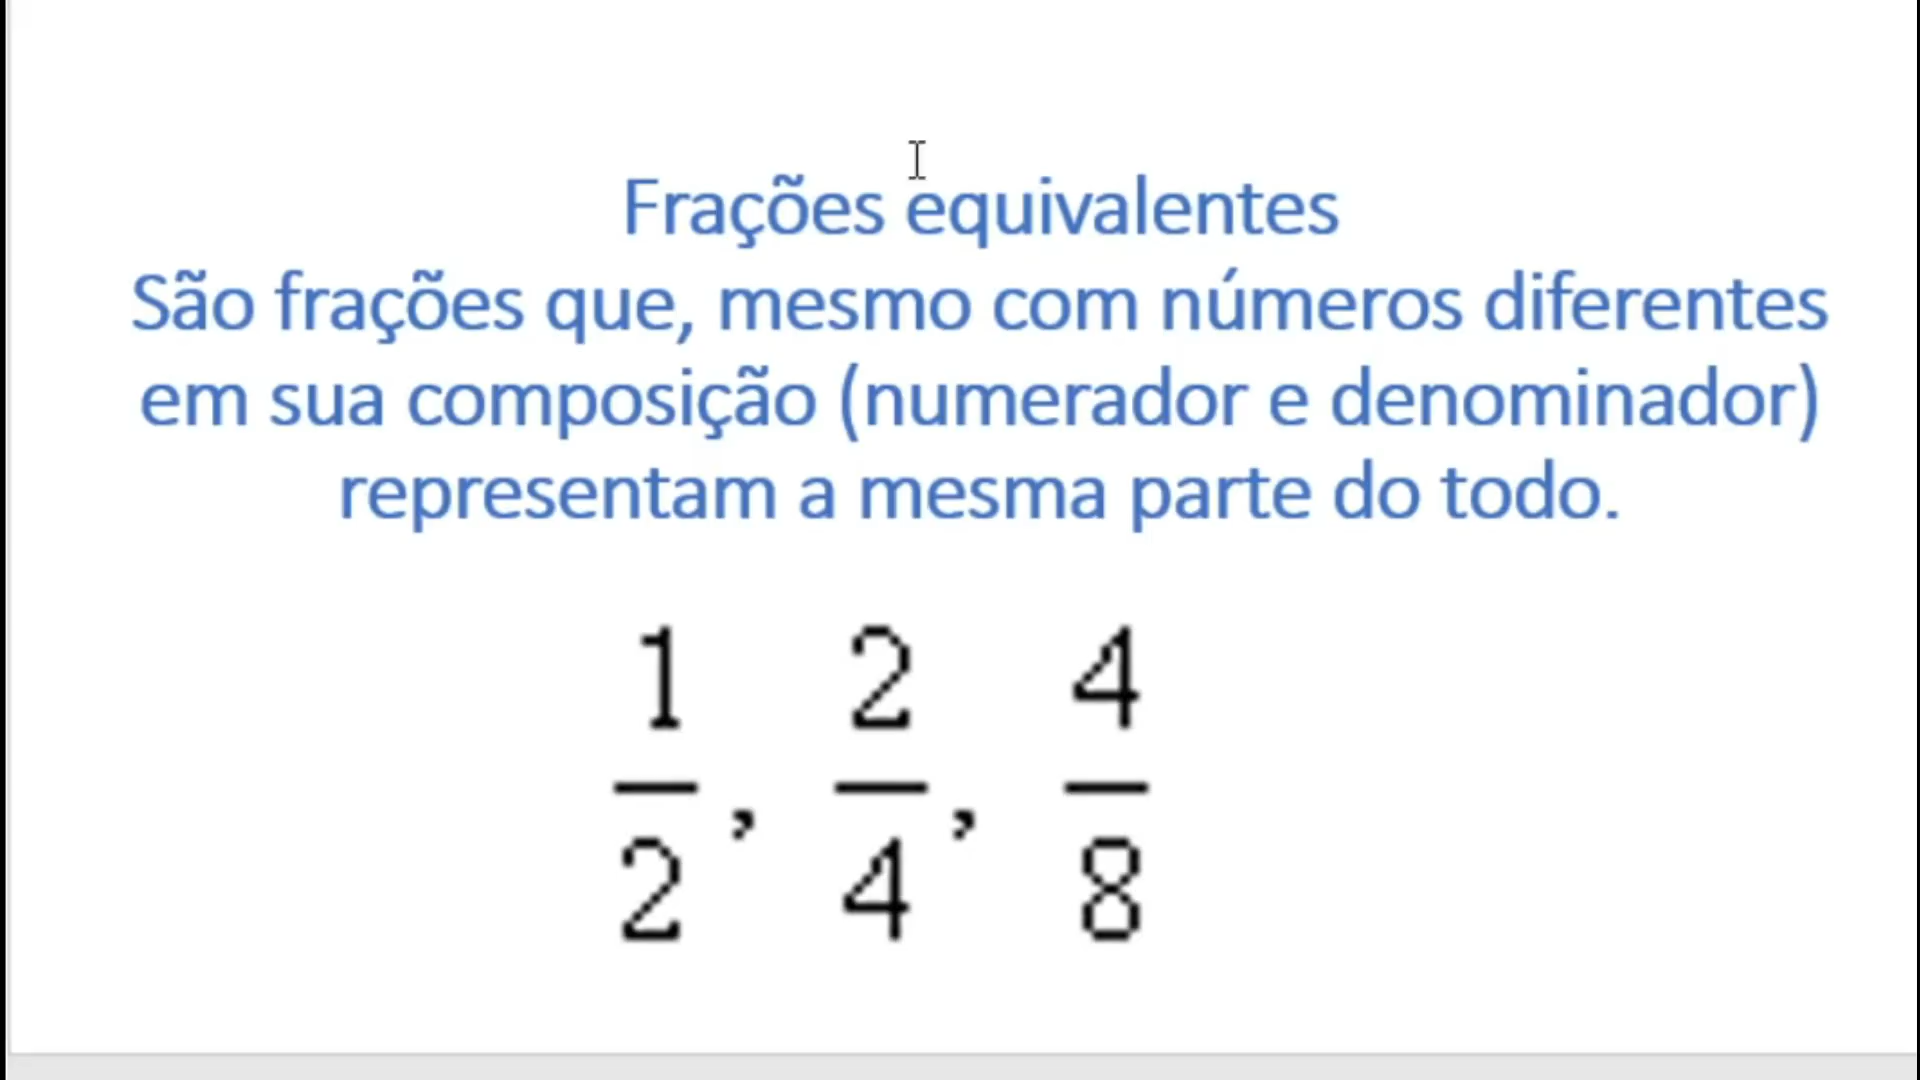 Frações equivalentes
São frações que, mesmo com números diferentes
em sua composição (numerador e denominador)
representam a mesma parte do todo.
1/2, 2/4, 4/8